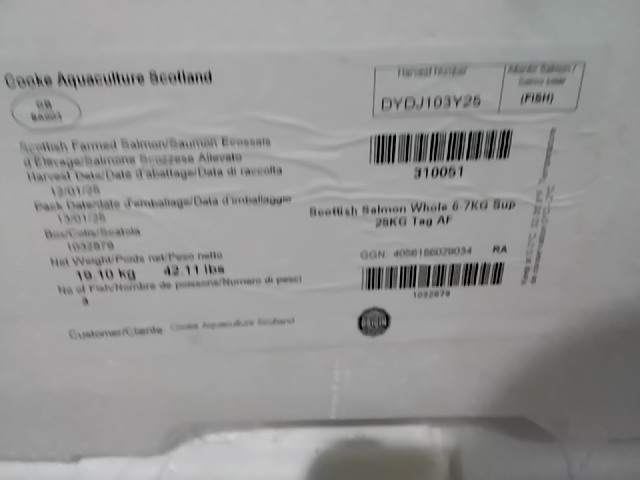 Cooke Aquaculture Scotland
GB
Harvest Number
DYDJ103Y25
Atlantic Salmon /
(FISH)
Scottish Farmed Salmon/Saumon Ecossais
d'Elevage/Salmone Scozzese Allevato
Harvest Date/Date d'abattage/Data di raccolta
12/01/25
Pack Date/date d'emballage/Data d'imballaggio
13/01/25
Box/Colis/Scatola
1032879
Net Weight/Poids net/Peso netto
19.10 kg 42.11 lbs
No of Fish/Nombre de poissons/Numero di pesci
3
Customer/Cliente Cooke Aquaculture Scotland
310051
Scottish Salmon Whole 6-7KG Sup
25KG Tag AF
GGN: 4056186029034 RA
1032879